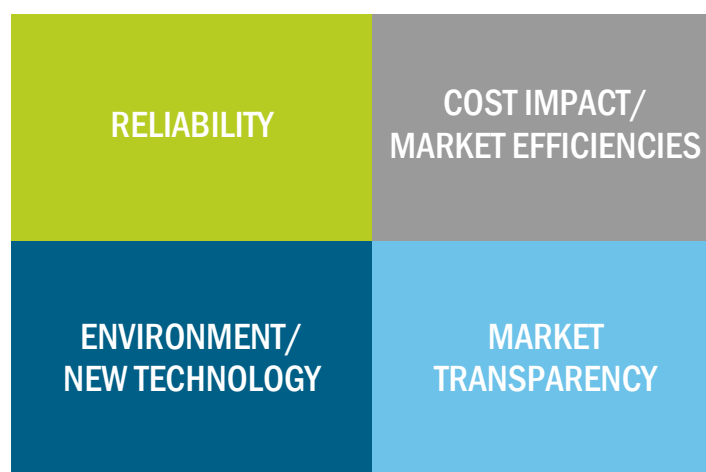 RELIABILITY
COST IMPACT/
MARKET EFFICIENCIES
ENVIRONMENT/
NEW TECHNOLOGY
MARKET
TRANSPARENCY